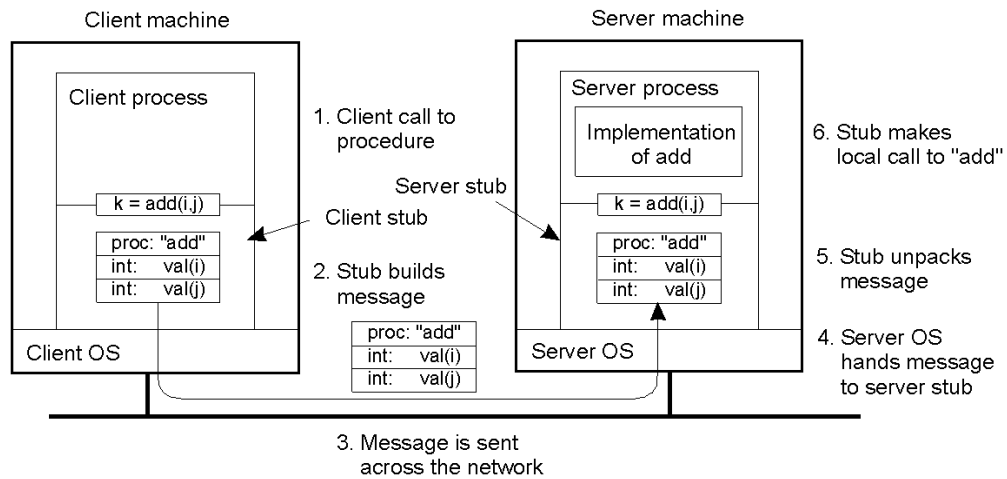 Client machine
Server machine
Client process
1. Client call to
procedure
Server process
Implementation
of add
6. Stub makes
local call to "add"
Server stub
k = add(i,j)
Client stub
k = add(i,j)
proc: "add"
int: val(i)
int: val(j)
2. Stub builds
message
proc: "add"
int: val(i)
int: val(j)
proc: "add"
int: val(i)
int: val(j)
5. Stub unpacks
message
Client OS
Server OS
4. Server OS
hands message
to server stub
3. Message is sent
across the network